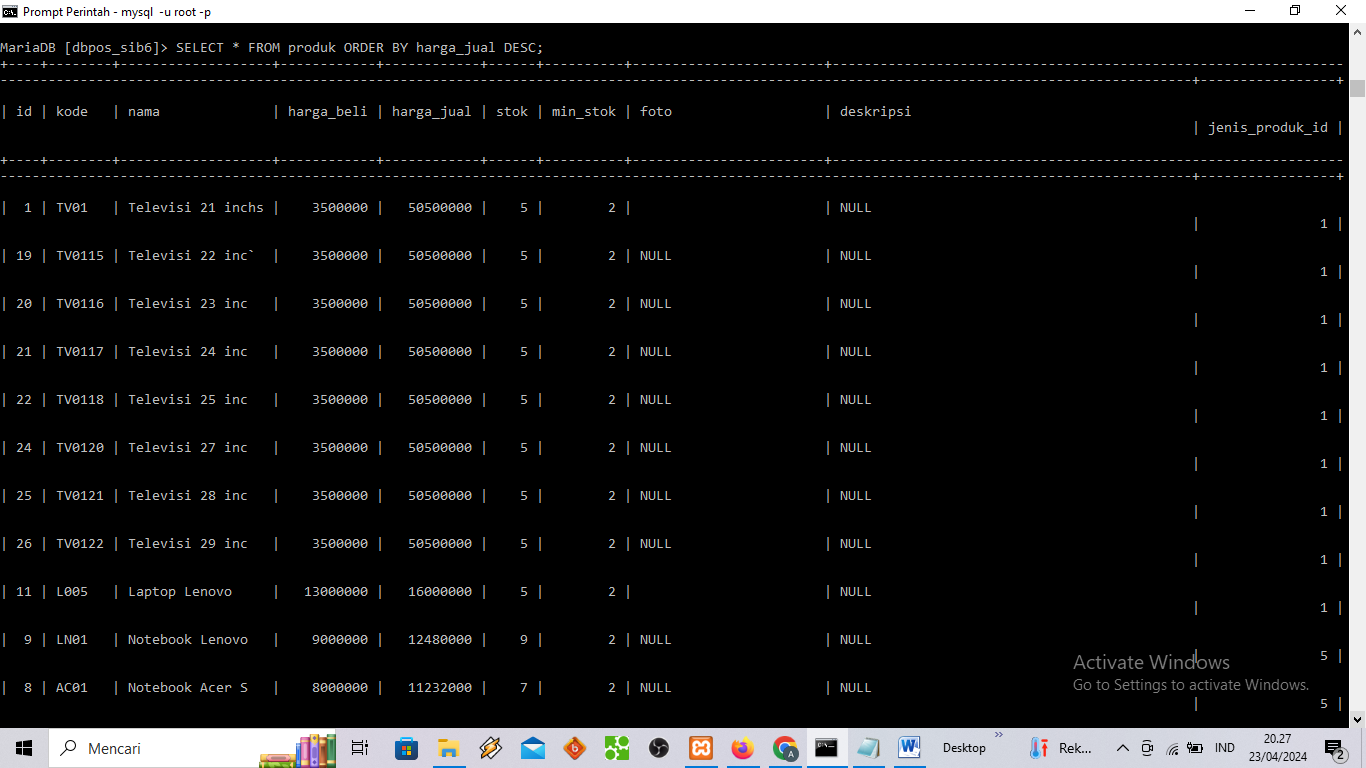 Prompt Perintah - mysql -u root -p
MariaDB [dbpos_sib6]> SELECT * FROM produk ORDER BY harga_jual DESC;
| id | kode | nama | harga_beli | harga_jual | stok | min_stok | foto | deskripsi
| jenis_produk_id |
| 1 | TV01 | Televisi 21 inchs | 3500000 | 50500000 | 5 | 2 | | NULL
| 1 |
| 19 | TV0115 | Televisi 22 inc` | 3500000 | 50500000 | 5 | 2 | NULL | NULL
| 1 |
| 20 | TV0116 | Televisi 23 inc | 3500000 | 50500000 | 5 | 2 | NULL | NULL
| 1 |
| 21 | TV0117 | Televisi 24 inc | 3500000 | 50500000 | 5 | 2 | NULL | NULL
| 1 |
| 22 | TV0118 | Televisi 25 inc | 3500000 | 50500000 | 5 | 2 | NULL | NULL
| 1 |
| 24 | TV0120 | Televisi 27 inc | 3500000 | 50500000 | 5 | 2 | NULL | NULL
| 1 |
| 25 | TV0121 | Televisi 28 inc | 3500000 | 50500000 | 5 | 2 | NULL | NULL
| 1 |
| 26 | TV0122 | Televisi 29 inc | 3500000 | 50500000 | 5 | 2 | NULL | NULL
| 1 |
| 11 | L005 | Laptop Lenovo | 13000000 | 16000000 | 5 | 2 | | NULL
| 1 |
| 9 | LN01 | Notebook Lenovo | 9000000 | 12480000 | 9 | 2 | NULL | NULL
| 5 |
| 8 | AC01 | Notebook Acer S | 8000000 | 11232000 | 7 | 2 | NULL | NULL
| 5 |
Activate Windows
Go to Settings to activate Windows.
Mencari
Desktop
Rek...
IND
20.27
23/04/2024
2